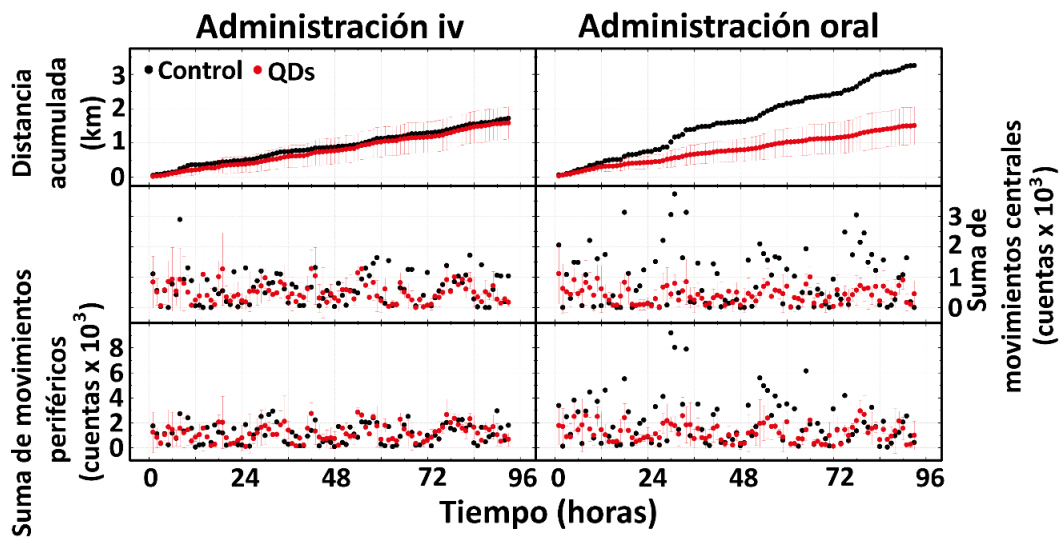 Administración iv
Administración oral
Distancia
acumulada
(km)
3
2
1
0
Control
QDs
Suma de
movimientos centrales
(cuentas x 10³)
3
2
1
0
Suma de movimientos
periféricos
(cuentas x 10³)
8
6
4
2
0
0 24 48 72 96
0 24 48 72 96
Tiempo (horas)